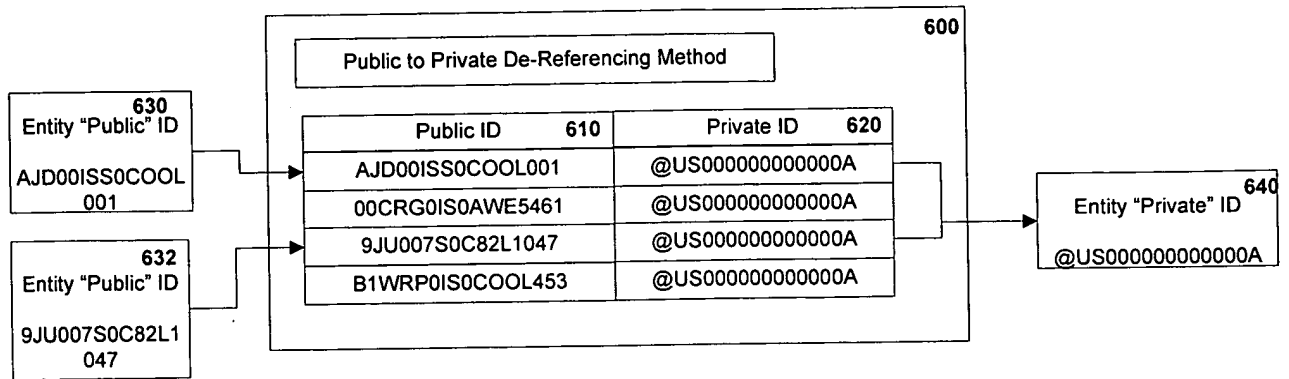 600
Public to Private De-Referencing Method
630
Entity "Public" ID
AJD00ISS0COOL
001
632
Entity "Public" ID
9JU007S0C82L1
047
Public ID 610 Private ID 620
AJD00ISS0COOL001 @US000000000000A
00CRG0IS0AWE5461 @US000000000000A
9JU007S0C82L1047 @US000000000000A
B1WRP0IS0COOL453 @US000000000000A
640
Entity "Private" ID
@US000000000000A